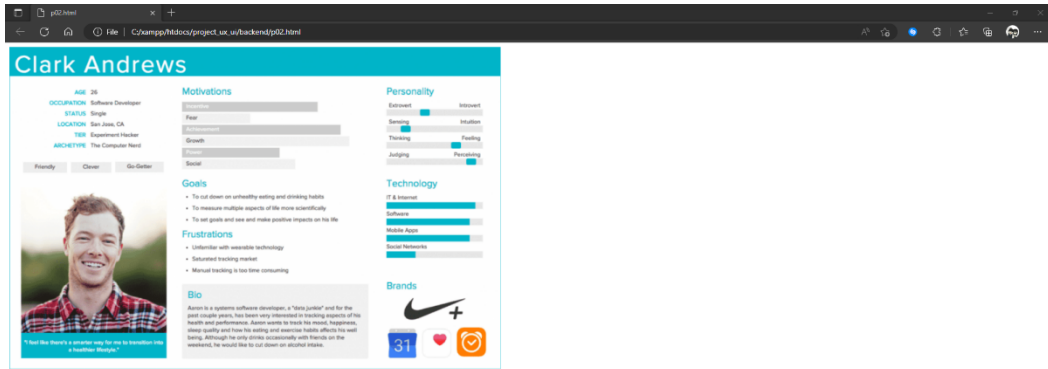 p02.html
File
C:/xampp/htdocs/project_ux_ui/backend/p02.html
Clark Andrews
AGE 26
OCCUPATION Software Developer
STATUS Single
LOCATION San Jose, CA
TIER Experiment Hacker
ARCHETYPE The Computer Nerd
Friendly Clever Go-Getter
"I feel like there's a smarter way for me to transition into
a healthier lifestyle."
Motivations
Incentive
Fear
Achievement
Growth
Power
Social
Goals
• To cut down on unhealthy eating and drinking habits
• To measure multiple aspects of life more scientifically
• To set goals and see and make positive impacts on his life
Frustrations
• Unfamiliar with wearable technology
• Saturated tracking market
• Manual tracking is too time consuming
Bio
Aaron is a systems software developer, a "data junkie" and for the
past couple years, has been very interested in tracking aspects of his
health and performance. Aaron wants to track his mood, happiness,
sleep quality and how his eating and exercise habits affects his well
being. Although he only drinks occasionally with friends on the
weekend, he would like to cut down on alcohol intake.
Personality
Extrovert Introvert
Sensing Intuition
Thinking Feeling
Judging Perceiving
Technology
IT & Internet
Software
Mobile Apps
Social Networks
Brands
+
31